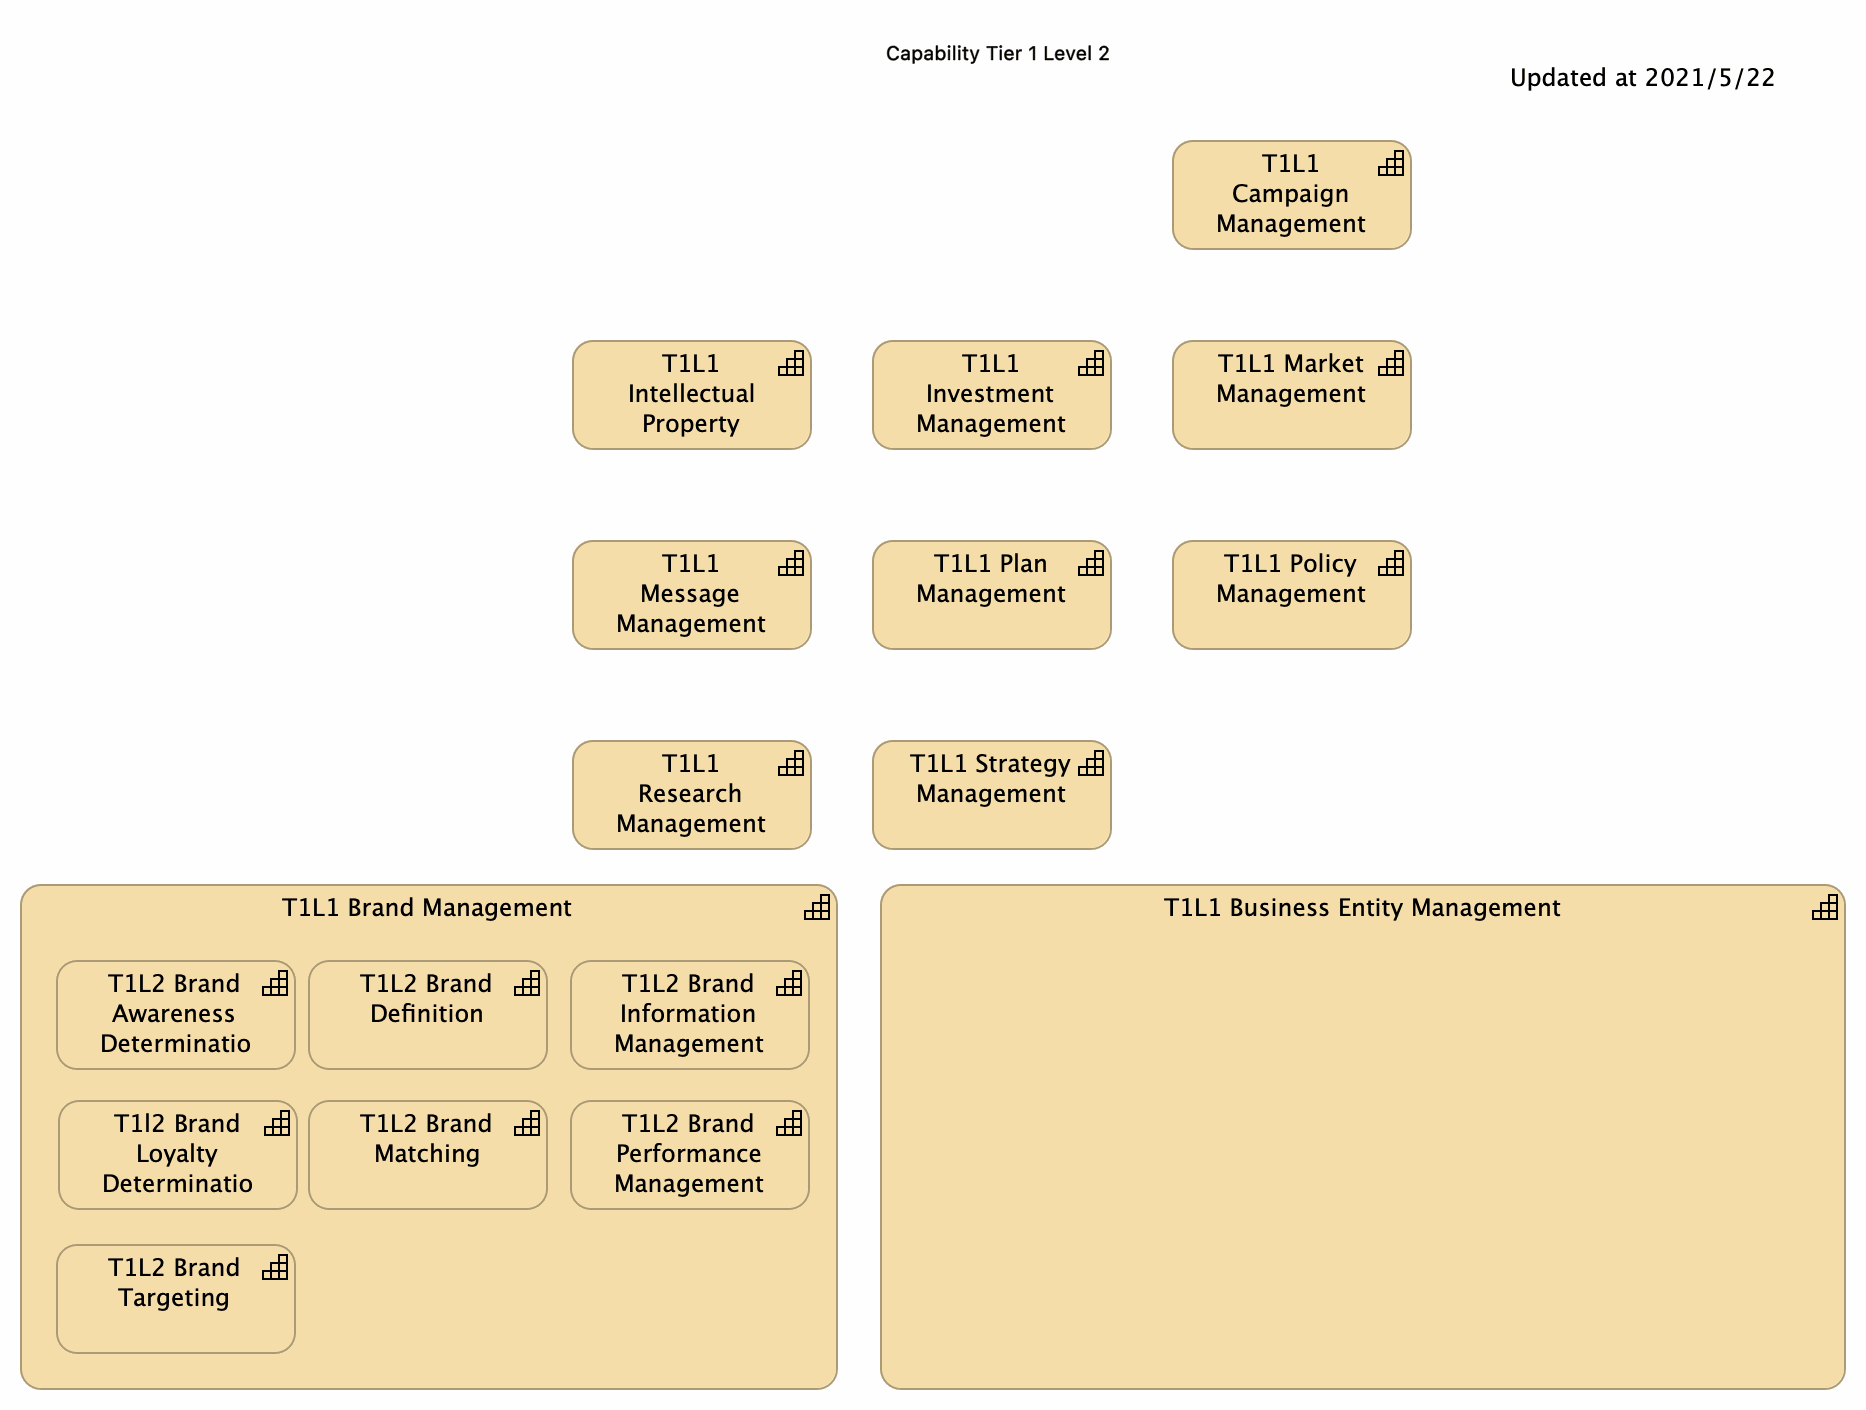 Capability Tier 1 Level 2
Updated at 2021/5/22
T1L1
Campaign
Management
T1L1
Intellectual
Property
T1L1
Investment
Management
T1L1 Market
Management
T1L1
Message
Management
T1L1 Plan
Management
T1L1 Policy
Management
T1L1
Research
Management
T1L1 Strategy
Management
T1L1 Brand Management
T1L2 Brand
Awareness
Determinatio
T1L2 Brand
Definition
T1L2 Brand
Information
Management
T1l2 Brand
Loyalty
Determinatio
T1L2 Brand
Matching
T1L2 Brand
Performance
Management
T1L2 Brand
Targeting
T1L1 Business Entity Management